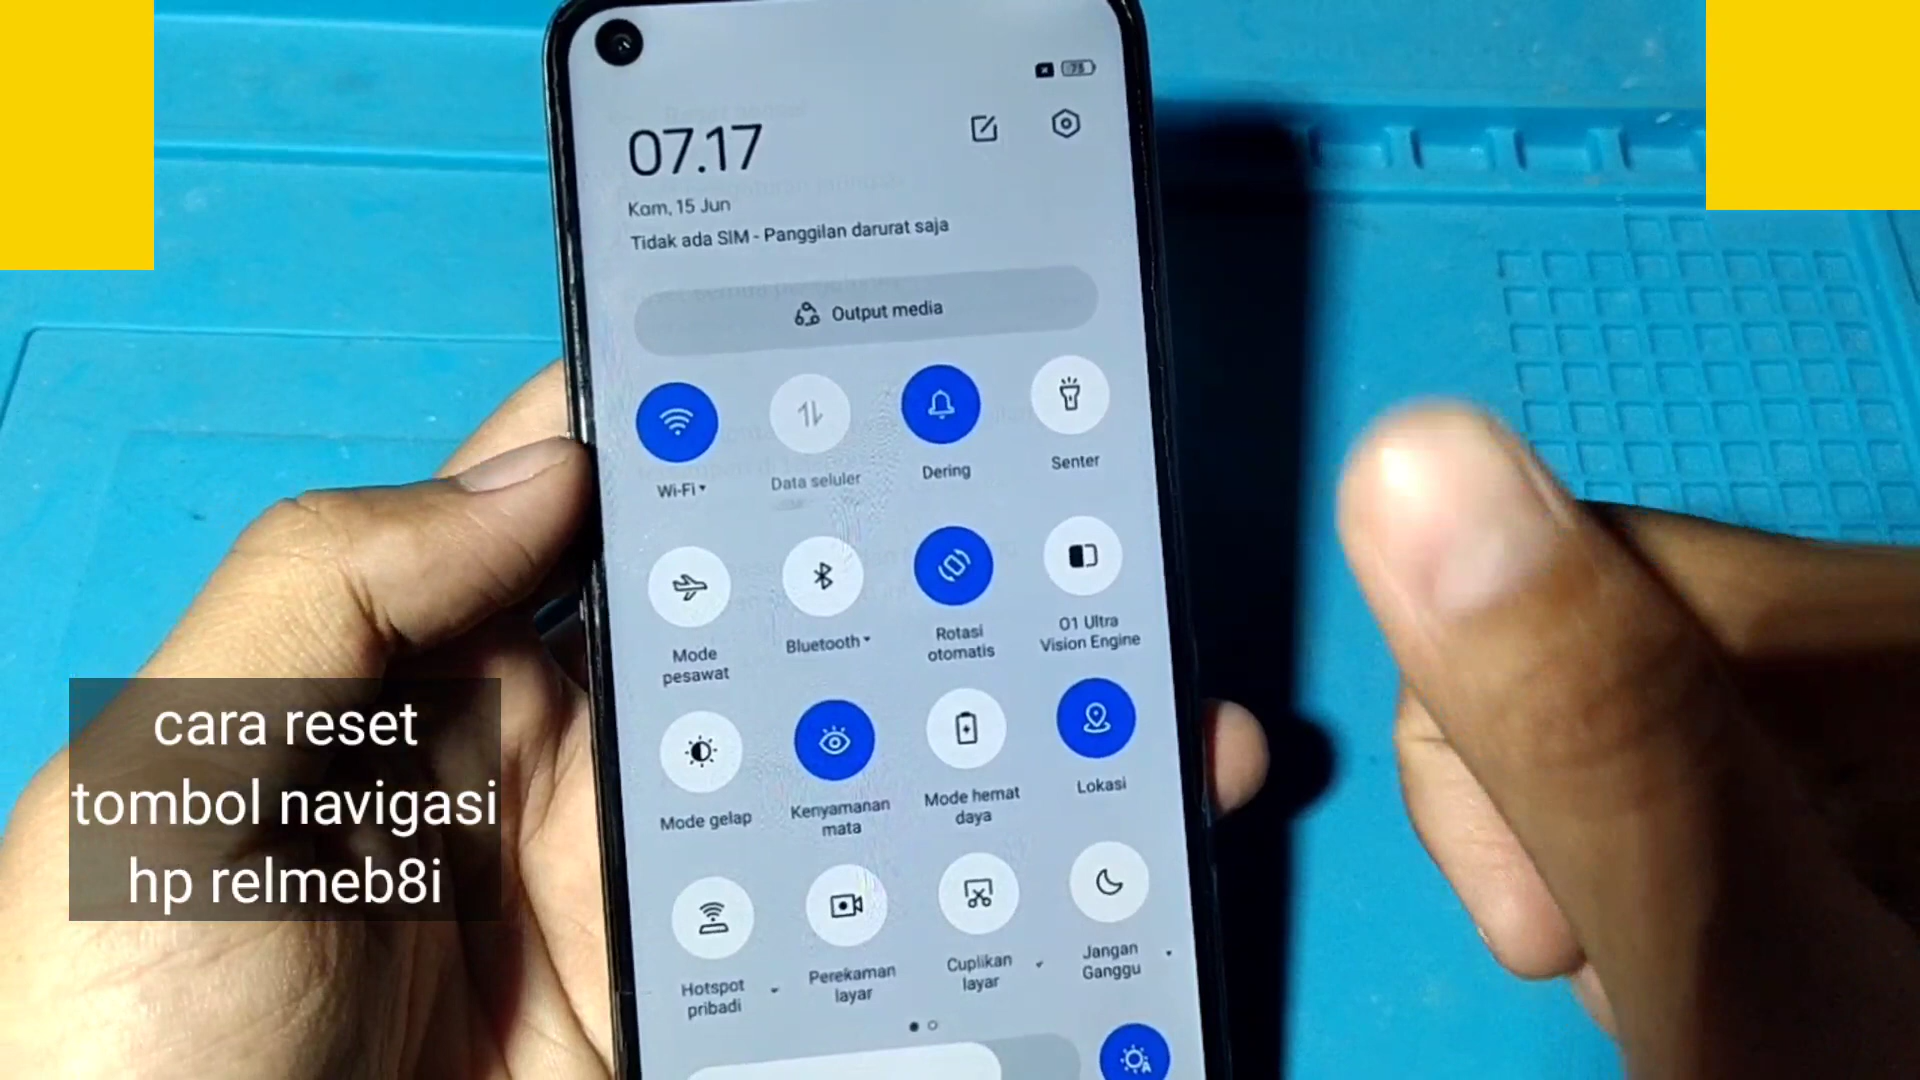 75
07.17
Kam, 15 Jun
Tidak ada SIM - Panggilan darurat saja
Output media
Wi-Fi
Data seluler
Dering
Senter
Mode
pesawat
Bluetooth
Rotasi
otomatis
O1 Ultra
Vision Engine
Mode gelap
Kenyamanan
mata
Mode hemat
daya
Lokasi
Hotspot
pribadi
Perekaman
layar
Cuplikan
layar
Jangan
Ganggu
cara reset
tombol navigasi
hp relmeb8i